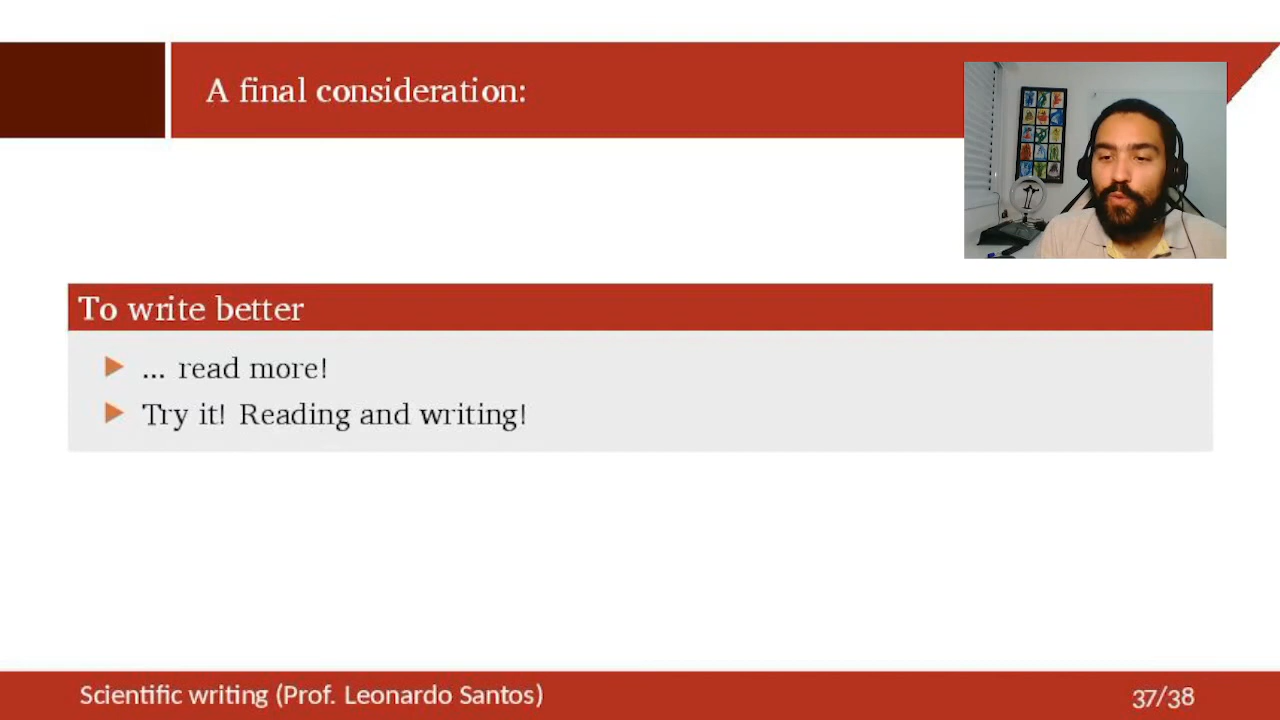 A final consideration:
To write better
... read more!
Try it! Reading and writing!
Scientific writing (Prof. Leonardo Santos)
37/38